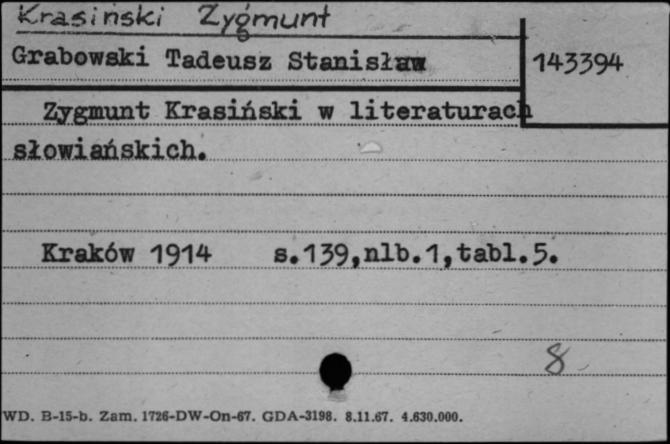 Krasiński Zygmunt
Grabowski Tadeusz Stanisław
143394
Zygmunt Krasiński w literaturach
słowiańskich.
Kraków 1914 s.139,nlb.1,tabl.5.
8
WD. B-15-b. Zam. 1726-DW-On-67. GDA-3198. 8.11.67. 4.630.000.